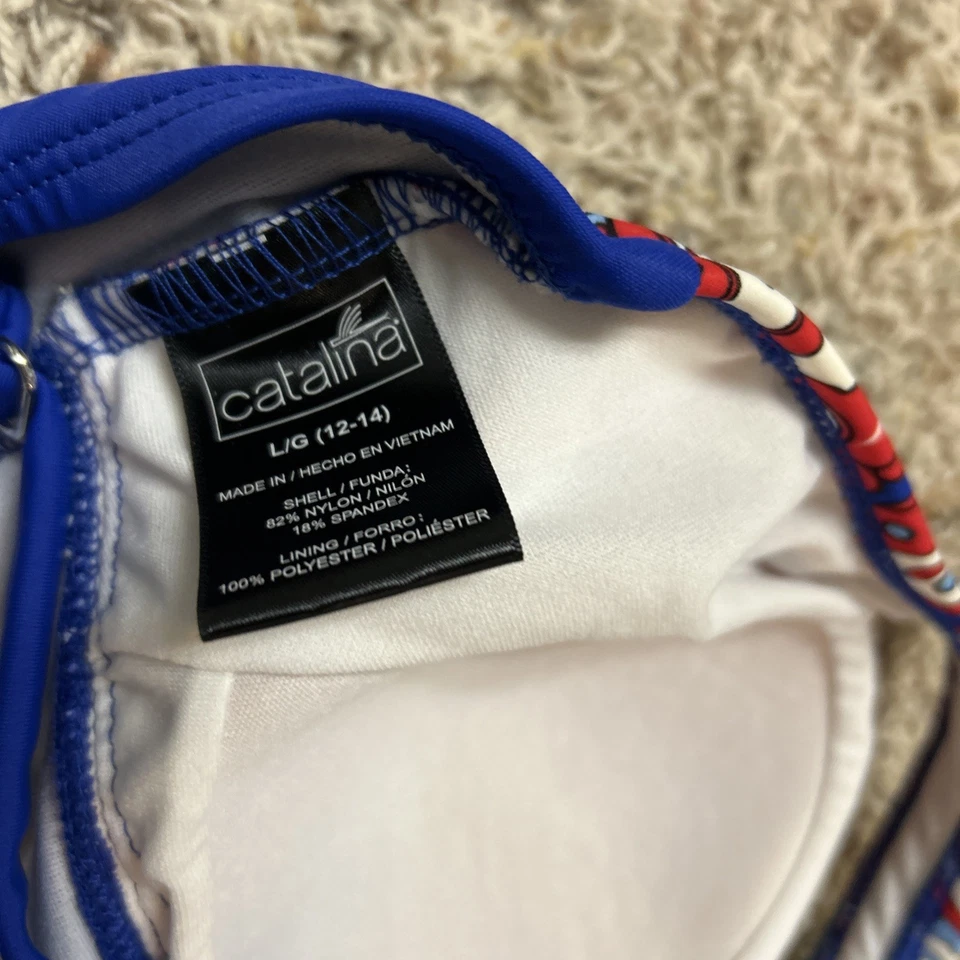 catalina
L/G (12-14)
MADE IN / HECHO EN VIETNAM
SHELL / FUNDA:
82% NYLON / NILÓN
18% SPANDEX
LINING / FORRO:
100% POLYESTER / POLIÉSTER